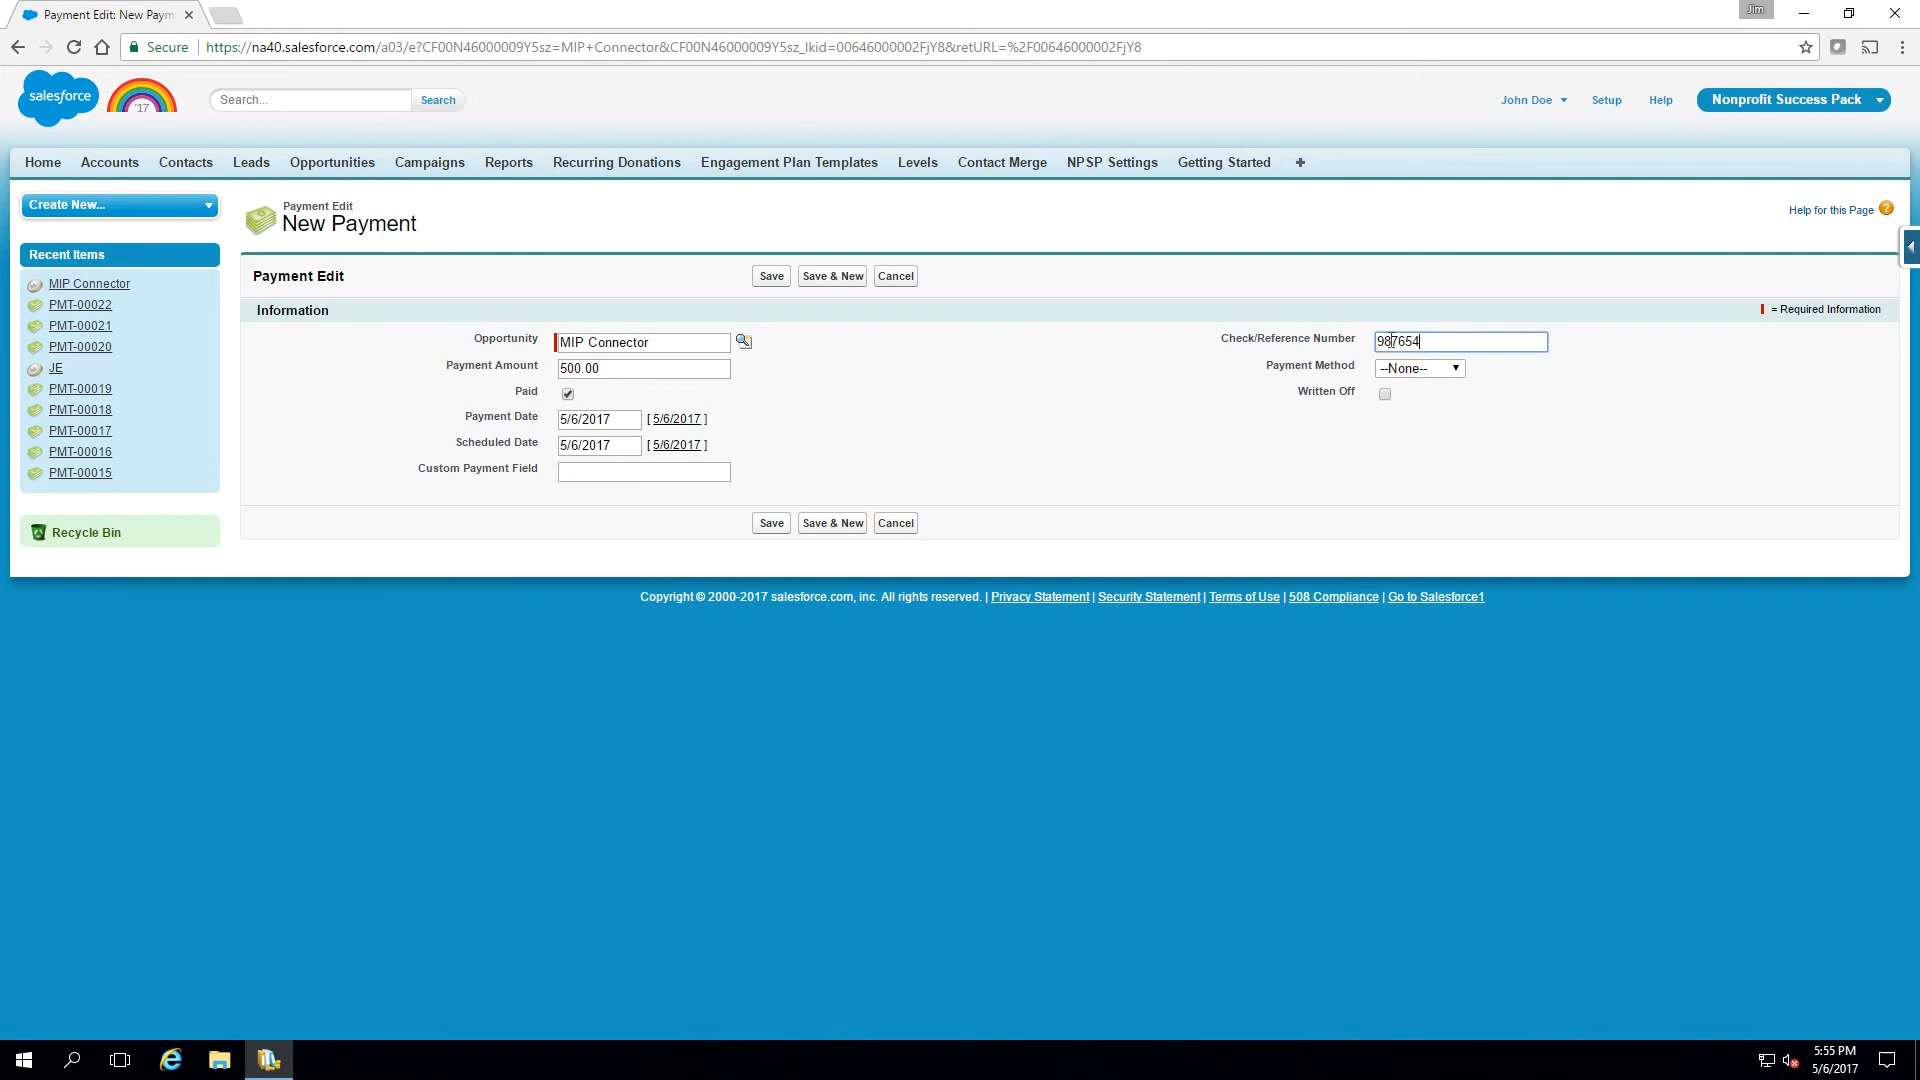 Payment Edit: New Paym
Jim
Secure
https://na40.salesforce.com/a03/e?CF00N46000009Y5sz=MIP+Connector&CF00N46000009Y5sz_lkid=00646000002FjY8&retURL=%2F00646000002FjY8
salesforce
'17
Search...
Search
John Doe
Setup
Help
Nonprofit Success Pack
Home
Accounts
Contacts
Leads
Opportunities
Campaigns
Reports
Recurring Donations
Engagement Plan Templates
Levels
Contact Merge
NPSP Settings
Getting Started
+
Create New...
Recent Items
MIP Connector
PMT-00022
PMT-00021
PMT-00020
JE
PMT-00019
PMT-00018
PMT-00017
PMT-00016
PMT-00015
Recycle Bin
Payment Edit
New Payment
Help for this Page
Payment Edit
Save
Save & New
Cancel
Information
= Required Information
Opportunity
MIP Connector
Payment Amount
500.00
Paid
Payment Date
5/6/2017
[ 5/6/2017 ]
Scheduled Date
5/6/2017
[ 5/6/2017 ]
Custom Payment Field
Check/Reference Number
987654
Payment Method
--None--
Written Off
Save
Save & New
Cancel
Copyright © 2000-2017 salesforce.com, inc. All rights reserved. | Privacy Statement | Security Statement | Terms of Use | 508 Compliance | Go to Salesforce1
5:55 PM
5/6/2017